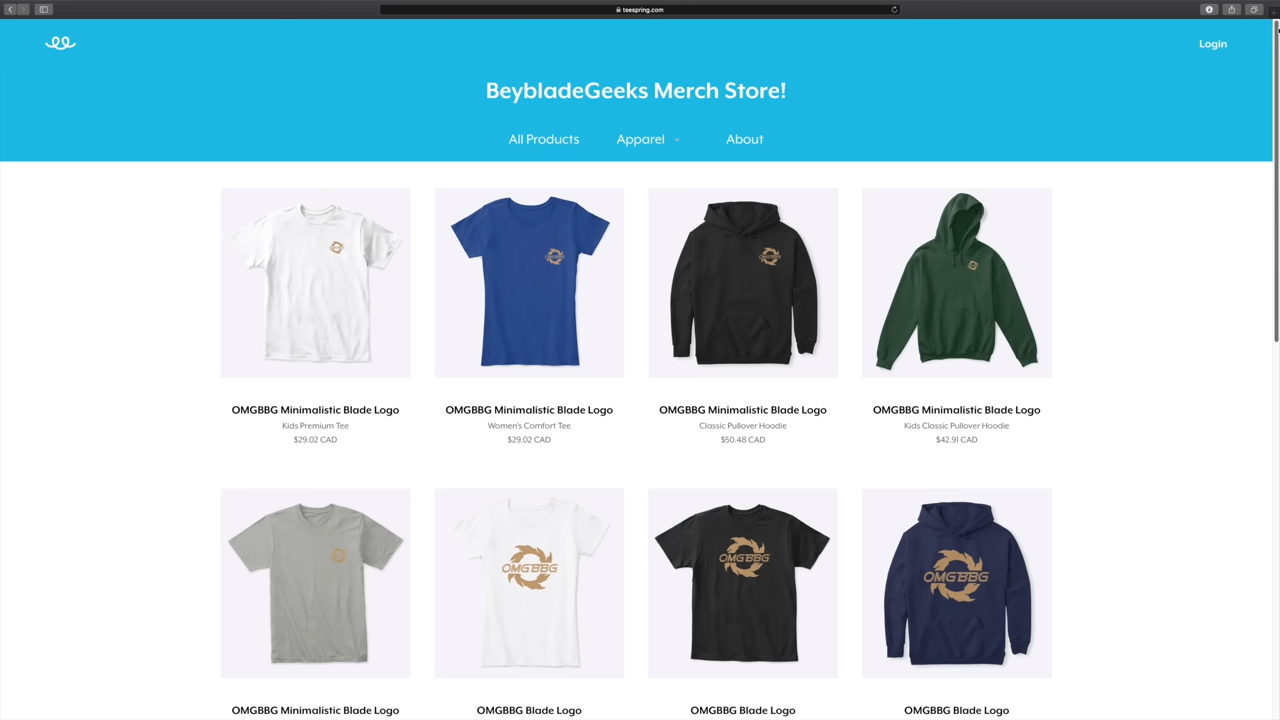 teespring.com
Login
BeybladeGeeks Merch Store!
All Products Apparel About
OMGBBG
OMGBBG
OMGBBG Minimalistic Blade Logo
Kids Premium Tee
$29.02 CAD
OMGBBG Minimalistic Blade Logo
Women's Comfort Tee
$29.02 CAD
OMGBBG Minimalistic Blade Logo
Classic Pullover Hoodie
$50.48 CAD
OMGBBG Minimalistic Blade Logo
Kids Classic Pullover Hoodie
$42.91 CAD
OMGBBG
OMGBBG
OMGBBG
OMGBBG Minimalistic Blade Logo
OMGBBG Blade Logo
OMGBBG Blade Logo
OMGBBG Blade Logo